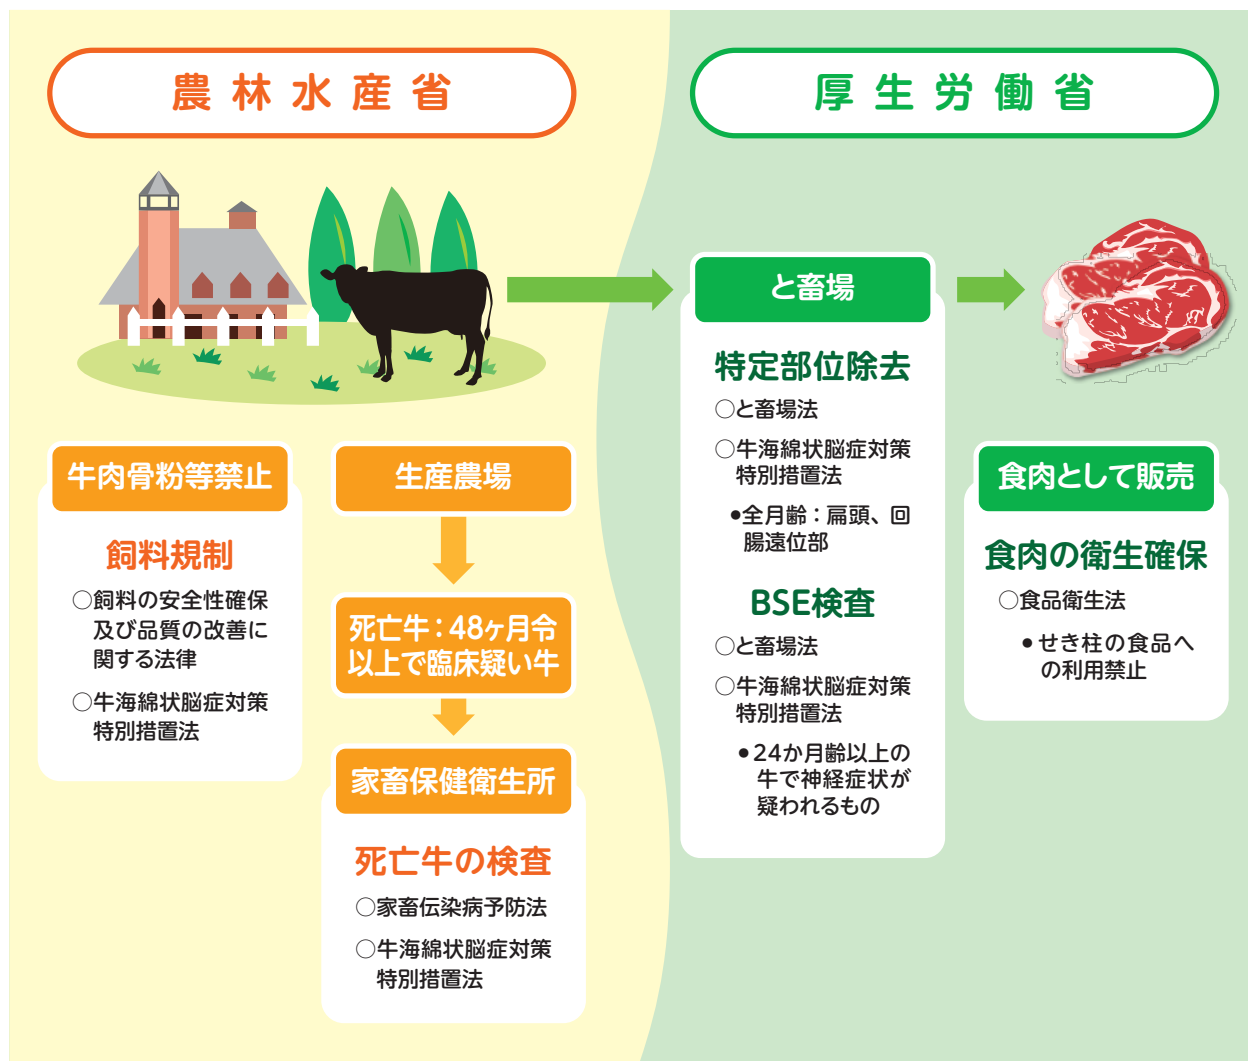 農林水産省
厚生労働省
と畜場
特定部位除去
○と畜場法
○牛海綿状脳症対策
特別措置法
●全月齢：扁頭、回
腸遠位部
BSE検査
○と畜場法
○牛海綿状脳症対策
特別措置法
●24か月齢以上の
牛で神経症状が
疑われるもの
牛肉骨粉等禁止
飼料規制
○飼料の安全性確保
及び品質の改善に
関する法律
○牛海綿状脳症対策
特別措置法
生産農場
死亡牛：48ヶ月令
以上で臨床疑い牛
家畜保健衛生所
死亡牛の検査
○家畜伝染病予防法
○牛海綿状脳症対策
特別措置法
食肉として販売
食肉の衛生確保
○食品衛生法
●せき柱の食品へ
の利用禁止